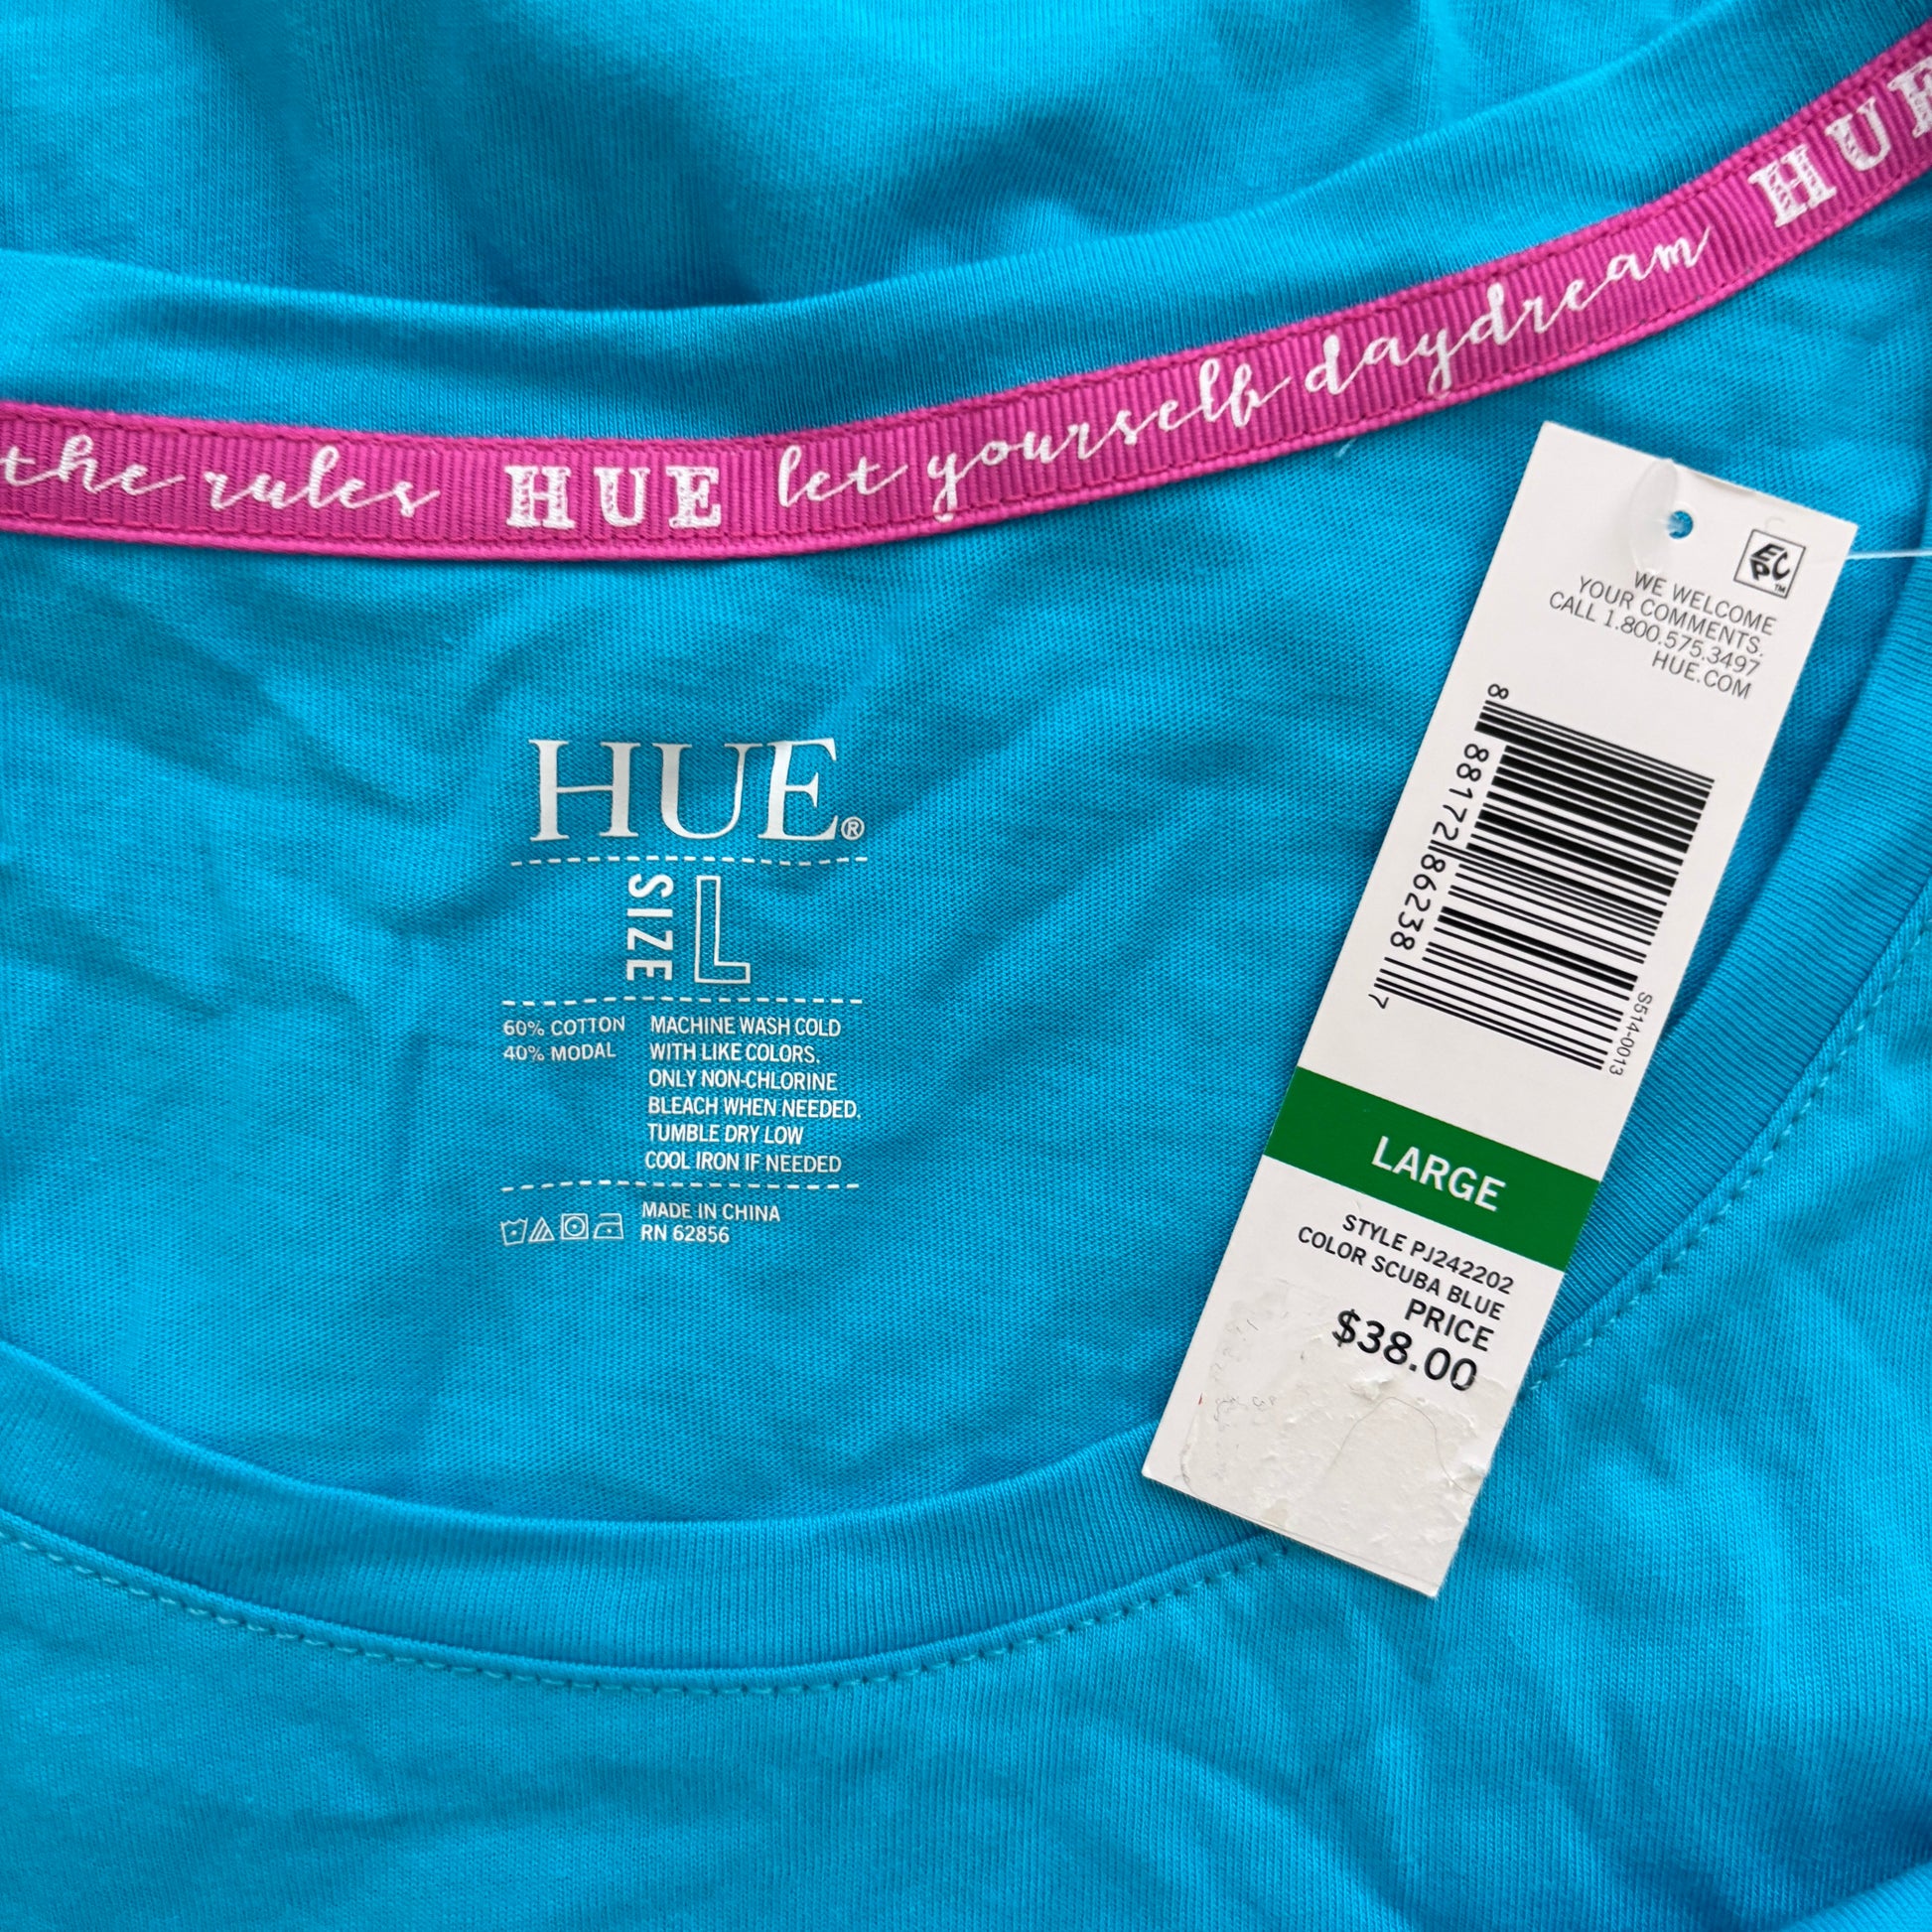 the rules HUE let yourself daydream HUE
HUE®
SIZE L
60% COTTON
40% MODAL
MACHINE WASH COLD
WITH LIKE COLORS.
ONLY NON-CHLORINE
BLEACH WHEN NEEDED.
TUMBLE DRY LOW
COOL IRON IF NEEDED
MADE IN CHINA
RN 62856
EPC™
WE WELCOME
YOUR COMMENTS.
CALL 1.800.575.3497
HUE.COM
8 88172 86238 7
S514-0013
LARGE
STYLE PJ242202
COLOR SCUBA BLUE
PRICE
$38.00